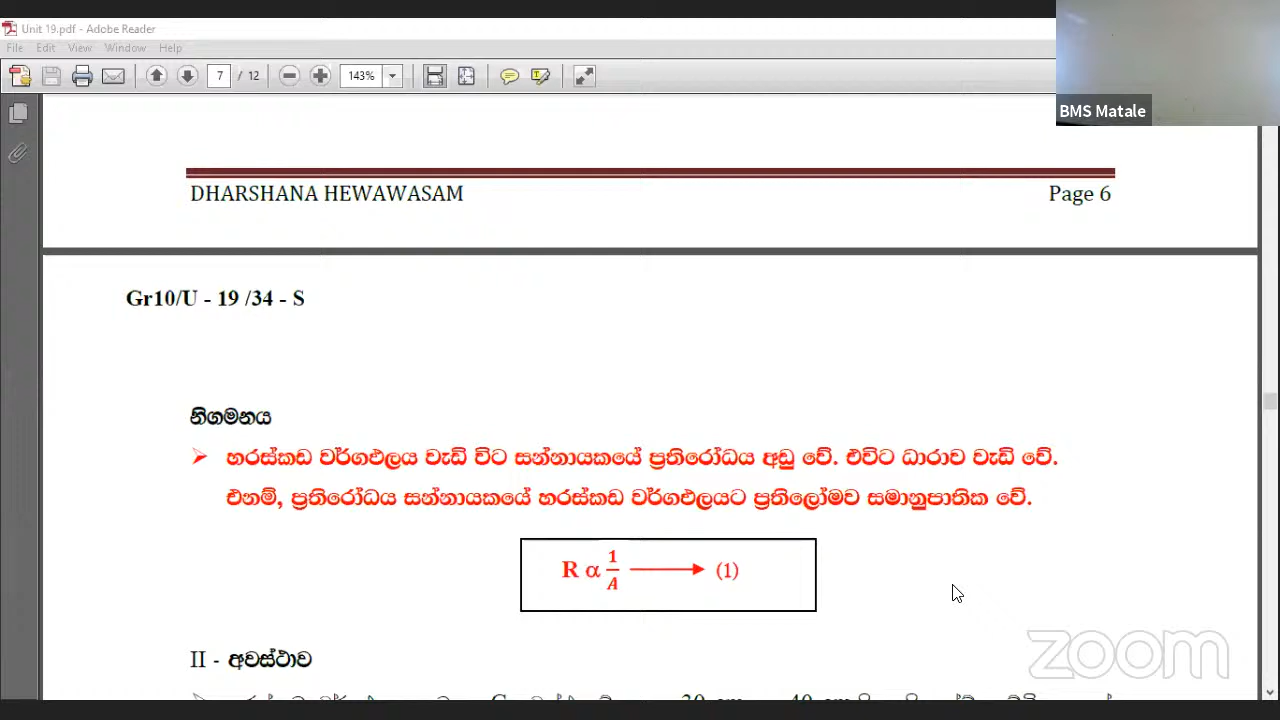 Unit 19.pdf - Adobe Reader
File Edit View Window Help
7 / 12 143%
BMS Matale
DHARSHANA HEWAWASAM Page 6
Gr10/U - 19 /34 - S
නිගමනය
හරස්කඩ වර්ගඵලය වැඩි විට සන්නායකයේ ප්‍රතිරෝධය අඩු වේ. එවිට ධාරාව වැඩි වේ.
එනම්, ප්‍රතිරෝධය සන්නායකයේ හරස්කඩ වර්ගඵලයට ප්‍රතිලෝමව සමානුපාතික වේ.
R α 1/A ⟶ (1)
II - අවස්ථාව
zoom